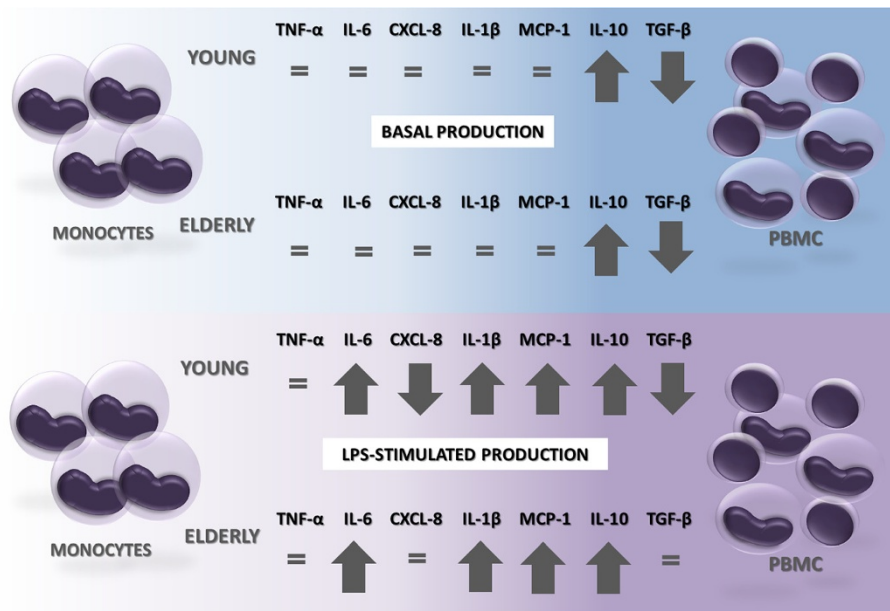 TNF-α IL-6 CXCL-8 IL-1β MCP-1 IL-10 TGF-β
YOUNG
= = = = =
BASAL PRODUCTION
TNF-α IL-6 CXCL-8 IL-1β MCP-1 IL-10 TGF-β
ELDERLY
MONOCYTES
PBMC
= = = = =
TNF-α IL-6 CXCL-8 IL-1β MCP-1 IL-10 TGF-β
YOUNG
=
LPS-STIMULATED PRODUCTION
TNF-α IL-6 CXCL-8 IL-1β MCP-1 IL-10 TGF-β
ELDERLY
MONOCYTES
= = =
PBMC